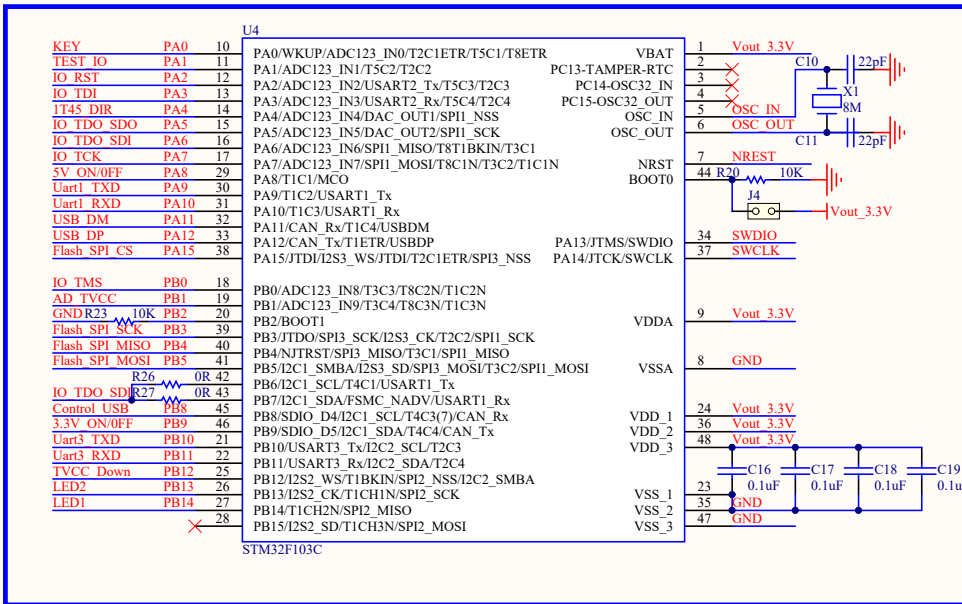 U4
KEY PA0 10 PA0/WKUP/ADC123_IN0/T2C1ETR/T5C1/T8ETR VBAT 1 Vout_3.3V
TEST_IO PA1 11 PA1/ADC123_IN1/T5C2/T2C2 PC13-TAMPER-RTC 2
IO_RST PA2 12 PA2/ADC123_IN2/USART2_Tx/T5C3/T2C3 PC14-OSC32_IN 3
IO_TDI PA3 13 PA3/ADC123_IN3/USART2_Rx/T5C4/T2C4 PC15-OSC32_OUT 4
1T45_DIR PA4 14 PA4/ADC123_IN4/DAC_OUT1/SPI1_NSS OSC_IN 5 OSC_IN
IO_TDO_SDO PA5 15 PA5/ADC123_IN5/DAC_OUT2/SPI1_SCK OSC_OUT 6 OSC_OUT
C10 22pF
X1
8M
C11 22pF
IO_TDO_SDI PA6 16 PA6/ADC123_IN6/SPI1_MISO/T8T1BKIN/T3C1
IO_TCK PA7 17 PA7/ADC123_IN7/SPI1_MOSI/T8C1N/T3C2/T1C1N NRST 7 NREST
5V_ON/0FF PA8 29 PA8/T1C1/MCO BOOT0 44 R20 10K
Uart1_TXD PA9 30 PA9/T1C2/USART1_Tx
J4
Uart1_RXD PA10 31 PA10/T1C3/USART1_Rx Vout_3.3V
USB_DM PA11 32 PA11/CAN_Rx/T1C4/USBDM
USB_DP PA12 33 PA12/CAN_Tx/T1ETR/USBDP PA13/JTMS/SWDIO 34 SWDIO
Flash_SPI_CS PA15 38 PA15/JTDI/I2S3_WS/JTDI/T2C1ETR/SPI3_NSS PA14/JTCK/SWCLK 37 SWCLK
IO_TMS PB0 18 PB0/ADC123_IN8/T3C3/T8C2N/T1C2N
AD_TVCC PB1 19 PB1/ADC123_IN9/T3C4/T8C3N/T1C3N
GND R23 10K PB2 20 PB2/BOOT1 VDDA 9 Vout_3.3V
Flash_SPI_SCK PB3 39 PB3/JTDO/SPI3_SCK/I2S3_CK/T2C2/SPI1_SCK
Flash_SPI_MISO PB4 40 PB4/NJTRST/SPI3_MISO/T3C1/SPI1_MISO
Flash_SPI_MOSI PB5 41 PB5/I2C1_SMBA/I2S3_SD/SPI3_MOSI/T3C2/SPI1_MOSI VSSA 8 GND
R26 0R 42 PB6/I2C1_SCL/T4C1/USART1_Tx
IO_TDO_SDI R27 0R 43 PB7/I2C1_SDA/FSMC_NADV/USART1_Rx
Control_USB PB8 45 PB8/SDIO_D4/I2C1_SCL/T4C3(7)/CAN_Rx VDD_1 24 Vout_3.3V
3.3V_ON/0FF PB9 46 PB9/SDIO_D5/I2C1_SDA/T4C4/CAN_Tx VDD_2 36 Vout_3.3V
Uart3_TXD PB10 21 PB10/USART3_Tx/I2C2_SCL/T2C3 VDD_3 48 Vout_3.3V
Uart3_RXD PB11 22 PB11/USART3_Rx/I2C2_SDA/T2C4
TVCC_Down PB12 25 PB12/I2S2_WS/T1BKIN/SPI2_NSS/I2C2_SMBA
C16 C17 C18 C19
0.1uF 0.1uF 0.1uF 0.1u
LED2 PB13 26 PB13/I2S2_CK/T1CH1N/SPI2_SCK VSS_1 23
LED1 PB14 27 PB14/T1CH2N/SPI2_MISO VSS_2 35 GND
28 PB15/I2S2_SD/T1CH3N/SPI2_MOSI VSS_3 47 GND
STM32F103C